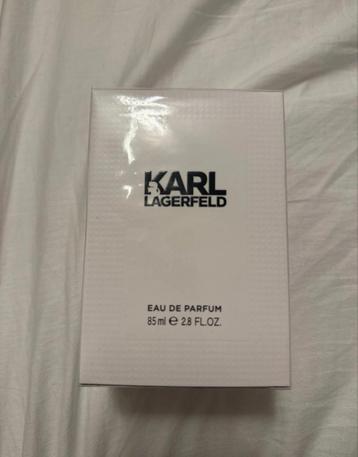 KARL
LAGERFELD
EAU DE PARFUM
85 ml ℮ 2.8 FL.OZ.